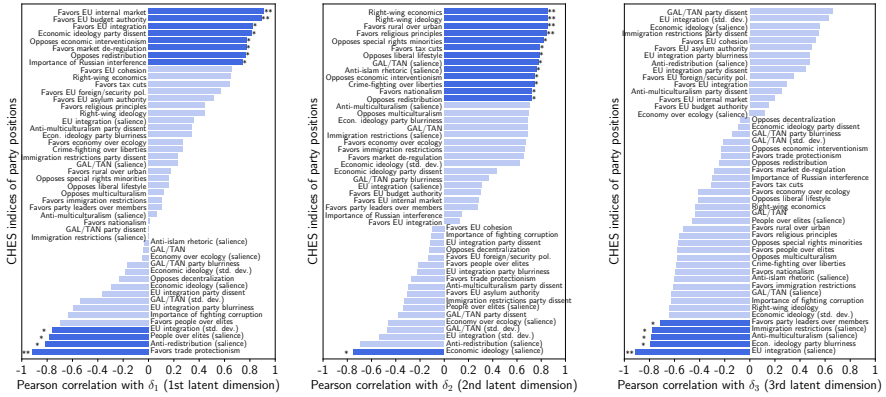 CHES indices of party positions
Favors EU internal market
**
Favors EU budget authority
**
Favors EU integration
*
Economic ideology party dissent
*
Opposes economic interventionism
*
Favors market de-regulation
*
Opposes redistribution
*
Importance of Russian interference
*
Favors EU cohesion
Right-wing economics
Favors tax cuts
Favors EU foreign/security pol.
Favors EU asylum support
Favors religious principles
Right-wing ideology
EU integration (salience)
Anti-multiculturalism party dissent
Econ. ideology party blurriness
Favors economy over ecology
Crime-fighting over liberties
Immigration restrictions party dissent
GAL/TAN (salience)
Favors rural over urban
Opposes special rights minorities
Opposes liberal lifestyle
Opposes multiculturalism
Favors immigration restrictions
Favors party leaders over members
Anti-multiculturalism (salience)
Favors nationalism
GAL/TAN party dissent
Immigration restrictions (salience)
Anti-islam rhetoric (salience)
GAL/TAN
Economy over ecology (salience)
GAL/TAN party blurriness
Economic ideology (std. dev.)
Opposes decentralization
Economic ideology (salience)
EU integration party dissent
GAL/TAN (std. dev.)
EU integration party blurriness
Importance of fighting corruption
Favors people over elites
EU integration (std. dev.)
*
People over elites (salience)
*
Anti-redistribution (salience)
*
Favors trade protectionism
**
-1 -0.8 -0.6 -0.4 -0.2 0 0.2 0.4 0.6 0.8 1
Pearson correlation with δ1 (1st latent dimension)
CHES indices of party positions
Right-wing economics
**
Right-wing ideology
**
Favors rural over urban
**
Favors religious principles
**
Opposes special rights minorities
*
Favors tax cuts
*
Opposes liberal lifestyle
*
GAL/TAN (salience)
*
Anti-islam rhetoric (salience)
*
Opposes economic interventionism
*
Crime-fighting over liberties
*
Favors nationalism
*
Opposes redistribution
*
Anti-multiculturalism (salience)
Opposes multiculturalism
Econ. ideology party blurriness
GAL/TAN
Immigration restrictions (salience)
Favors economy over ecology
Favors immigration restrictions
Favors market de-regulation
Economic ideology (std. dev.)
Economic ideology party dissent
GAL/TAN party blurriness
EU integration (salience)
Favors EU budget authority
Favors EU internal market
Favors party leaders over members
Importance of Russian interference
Favors EU integration
Favors EU cohesion
Importance of fighting corruption
EU integration party dissent
Opposes decentralization
Favors EU foreign/security pol.
Favors people over elites
EU integration party blurriness
Favors trade protectionism
Anti-multiculturalism party dissent
Favors EU asylum authority
Immigration restrictions party dissent
People over elites (salience)
GAL/TAN party dissent
Economy over ecology (salience)
GAL/TAN (std. dev.)
EU integration (std. dev.)
Anti-redistribution (salience)
Economic ideology (salience)
*
-1 -0.8 -0.6 -0.4 -0.2 0 0.2 0.4 0.6 0.8 1
Pearson correlation with δ2 (2nd latent dimension)
CHES indices of party positions
GAL/TAN party dissent
EU integration (std. dev.)
Economic ideology (salience)
Immigration restrictions party dissent
Favors EU cohesion
Favors EU asylum authority
EU integration party blurriness
Anti-redistribution (salience)
EU integration party dissent
Favors EU foreign/security pol.
Favors EU integration
Anti-multiculturalism party dissent
Favors EU internal market
Favors EU budget authority
Economy over ecology (salience)
Opposes decentralization
Economic ideology party dissent
GAL/TAN party blurriness
GAL/TAN (std. dev.)
Opposes economic interventionism
Favors trade protectionism
Opposes redistribution
Favors market de-regulation
Importance of Russian interference
Favors tax cuts
Favors economy over ecology
Opposes liberal lifestyle
Right-wing economics
GAL/TAN
People over elites (salience)
Favors rural over urban
Favors religious principles
Opposes special rights minorities
Favors people over elites
Opposes multiculturalism
Crime-fighting over liberties
Favors nationalism
Anti-islam rhetoric (salience)
Favors immigration restrictions
GAL/TAN (salience)
Importance of fighting corruption
Right-wing ideology
Economic ideology (std. dev.)
Favors party leaders over members
*
Immigration restrictions (salience)
*
Anti-multiculturalism (salience)
*
Econ. ideology party blurriness
*
EU integration (salience)
**
-1 -0.8 -0.6 -0.4 -0.2 0 0.2 0.4 0.6 0.8 1
Pearson correlation with δ3 (3rd latent dimension)